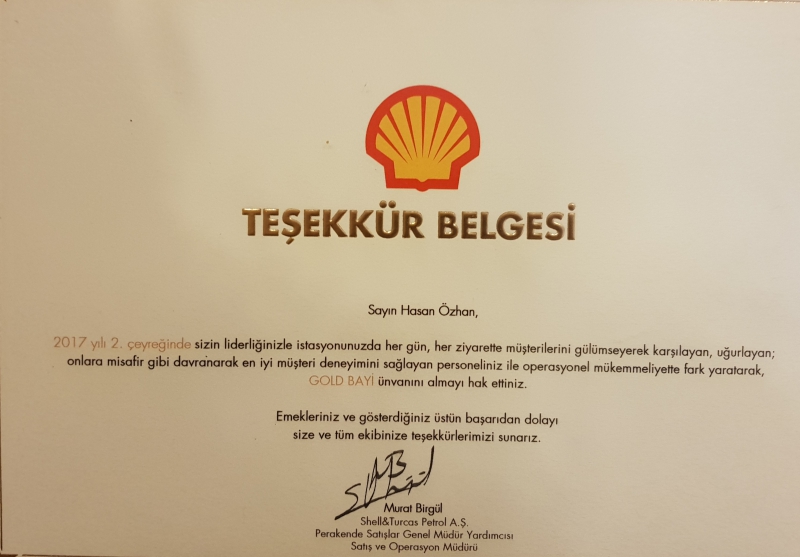 TEŞEKKÜR BELGESİ
Sayın Hasan Özhan,
2017 yılı 2. çeyreğinde sizin liderliğinizle istasyonunuzda her gün, her ziyarette müşterilerini gülümseyerek karşılayan, uğurlayan;
onlara misafir gibi davranarak en iyi müşteri deneyimini sağlayan personeliniz ile operasyonel mükemmeliyette fark yaratarak,
GOLD BAYİ ünvanını almayı hak ettiniz.
Emekleriniz ve gösterdiğiniz üstün başarıdan dolayı
size ve tüm ekibinize teşekkürlerimizi sunarız.
Murat Birgül
Shell&Turcas Petrol A.Ş.
Perakende Satışlar Genel Müdür Yardımcısı
Satış ve Operasyon Müdürü